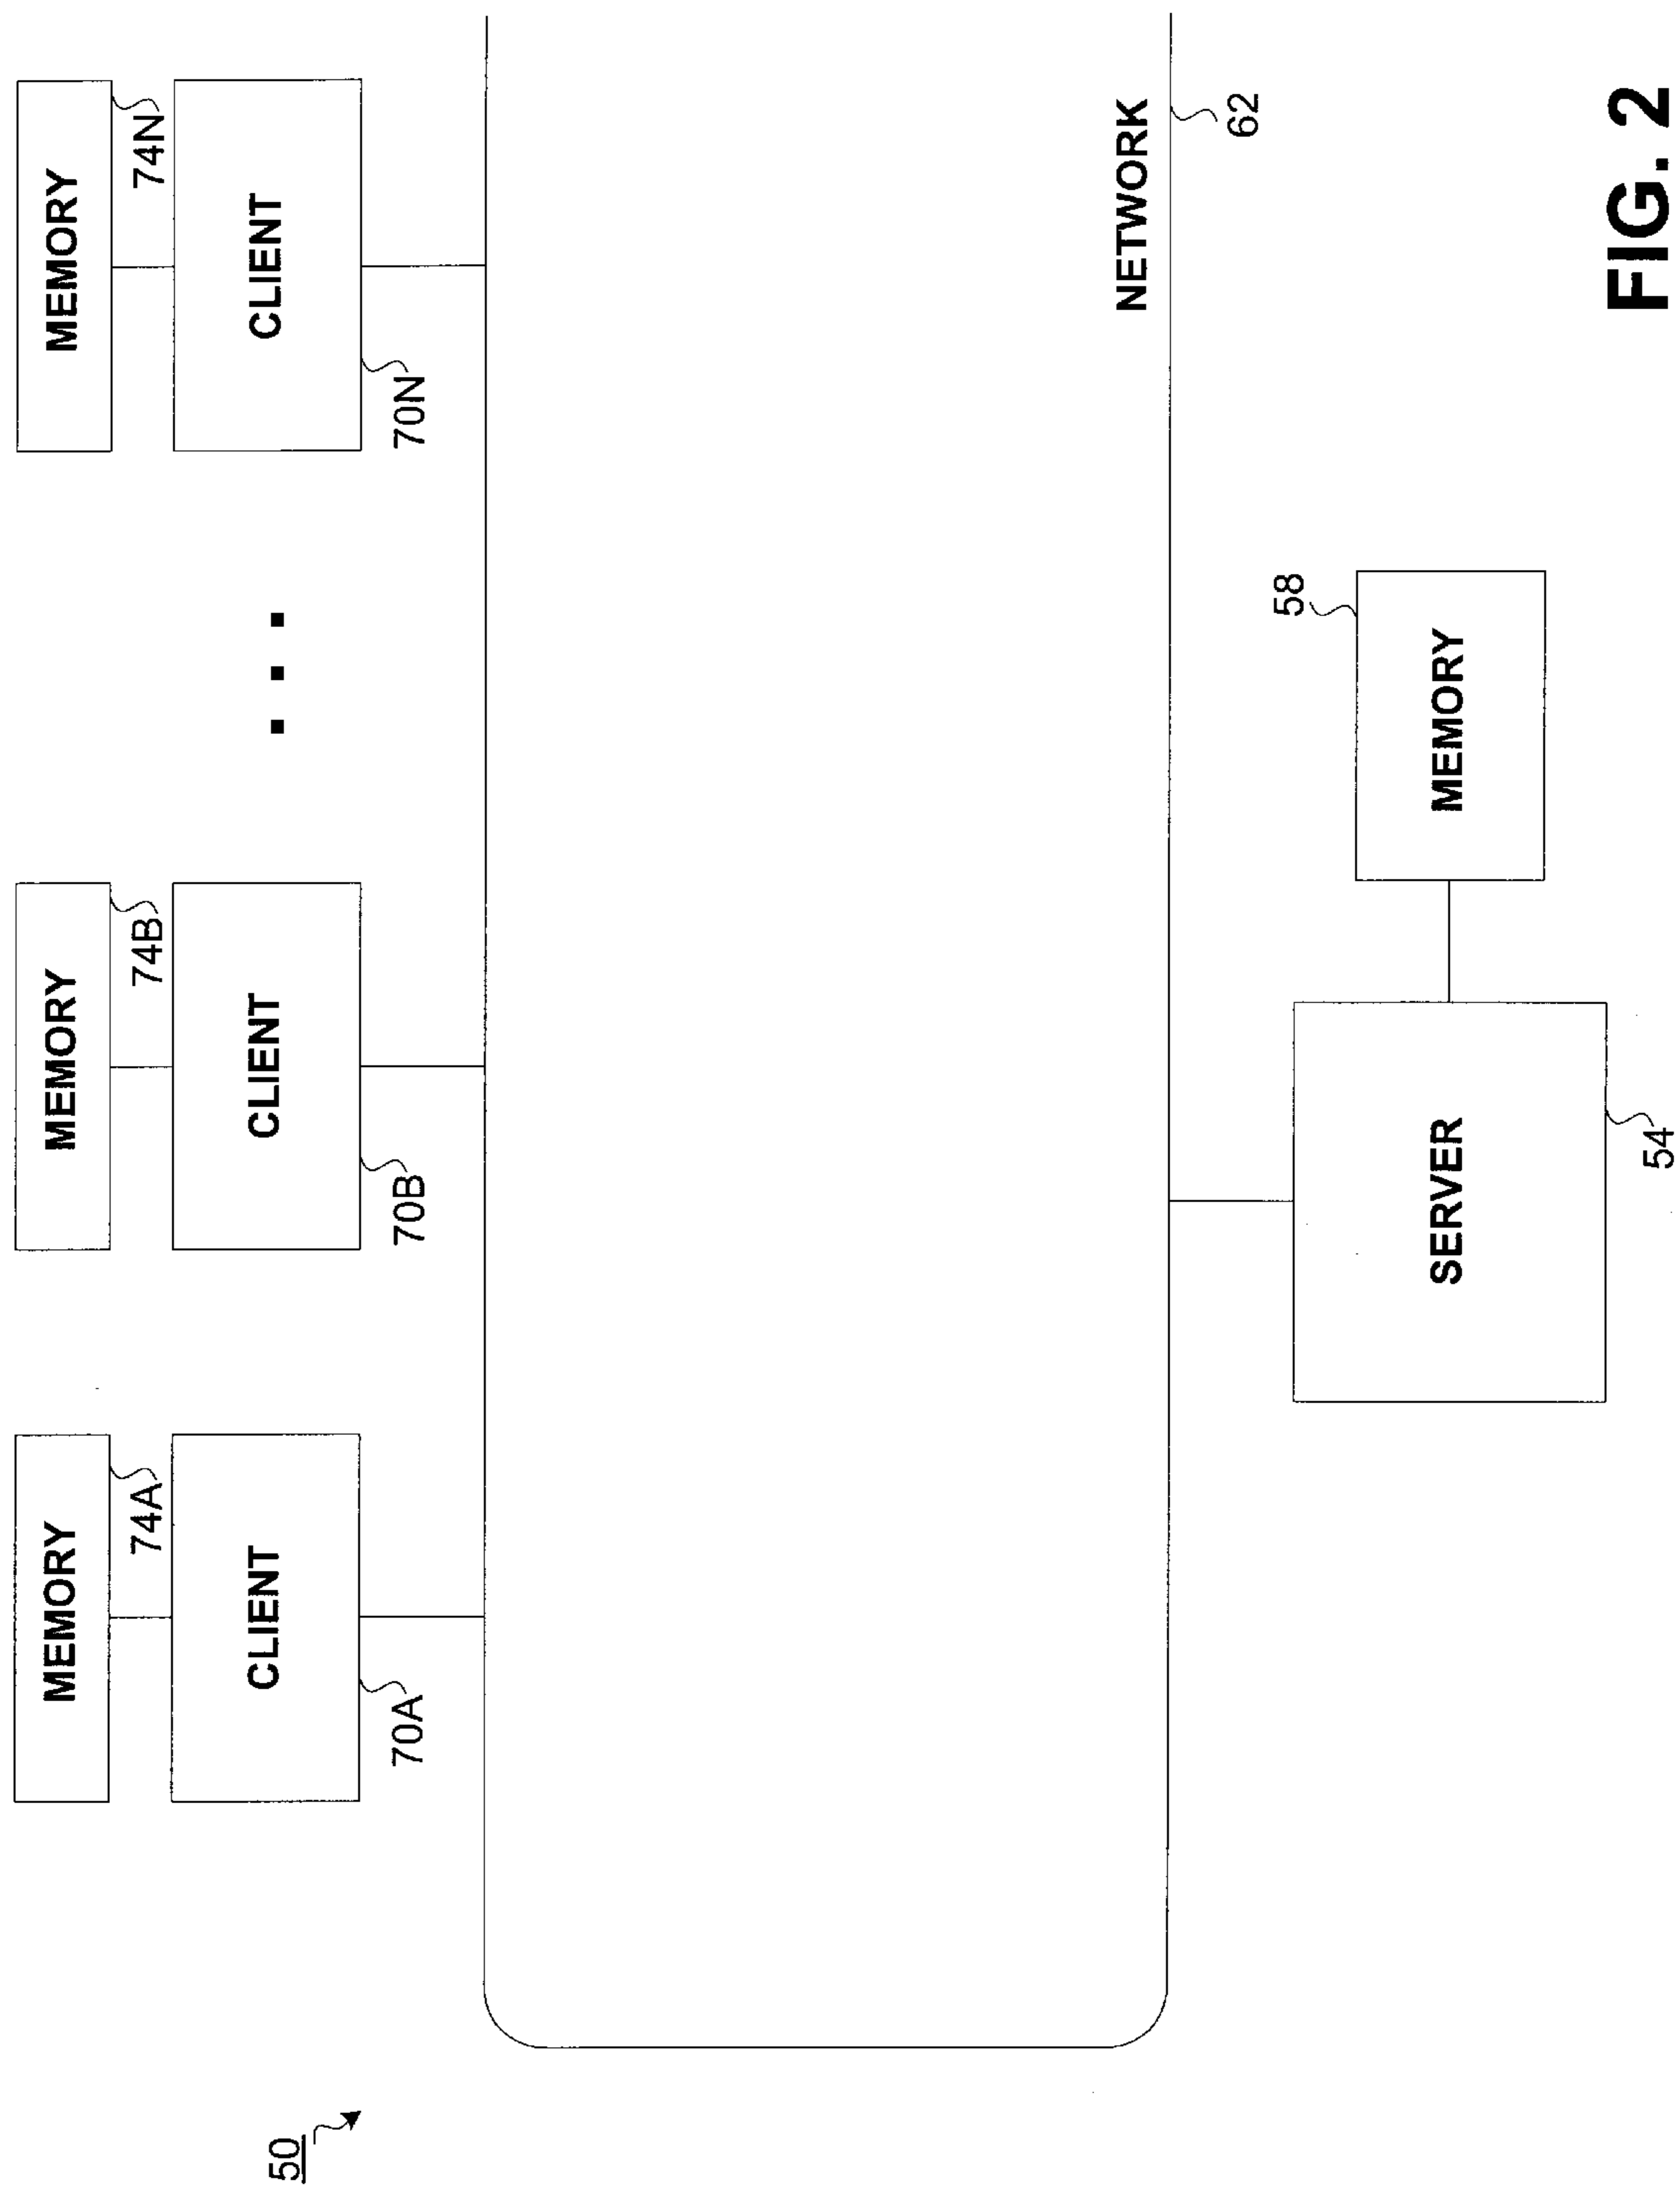 50
MEMORY
74A
CLIENT
70A
MEMORY
74B
CLIENT
70B
MEMORY
74N
CLIENT
70N
NETWORK
62
SERVER
54
MEMORY
58
FIG. 2